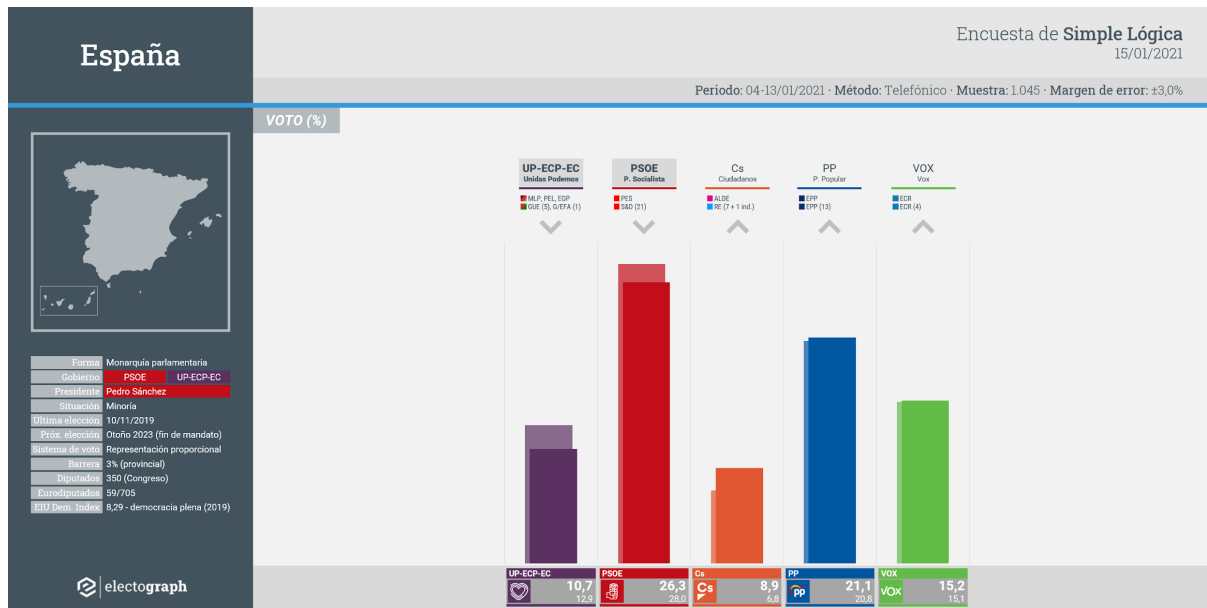 España
Encuesta de Simple Lógica
15/01/2021
Periodo: 04-13/01/2021 · Método: Telefónico · Muestra: 1.045 · Margen de error: ±3,0%
VOTO (%)
UP-ECP-EC
Unidas Podemos
MLP, PEL, EGP
GUE (5), G/EFA (1)
PSOE
P. Socialista
PES
S&D (21)
Cs
Ciudadanos
ALDE
RE (7 + 1 ind.)
PP
P. Popular
EPP
EPP (13)
VOX
Vox
ECR
ECR (4)
Forma Monarquía parlamentaria
Gobierno PSOE UP-ECP-EC
Presidente Pedro Sánchez
Situación Minoría
Última elección 10/11/2019
Próx. elección Otoño 2023 (fin de mandato)
Sistema de voto Representación proporcional
Barrera 3% (provincial)
Diputados 350 (Congreso)
Eurodiputados 59/705
EIU Dem. Index 8,29 - democracia plena (2019)
electograph
UP-ECP-EC
10,7
12,9
PSOE
26,3
28,0
Cs
Cs
8,9
6,8
PP
PP
21,1
20,8
VOX
VOX
15,2
15,1